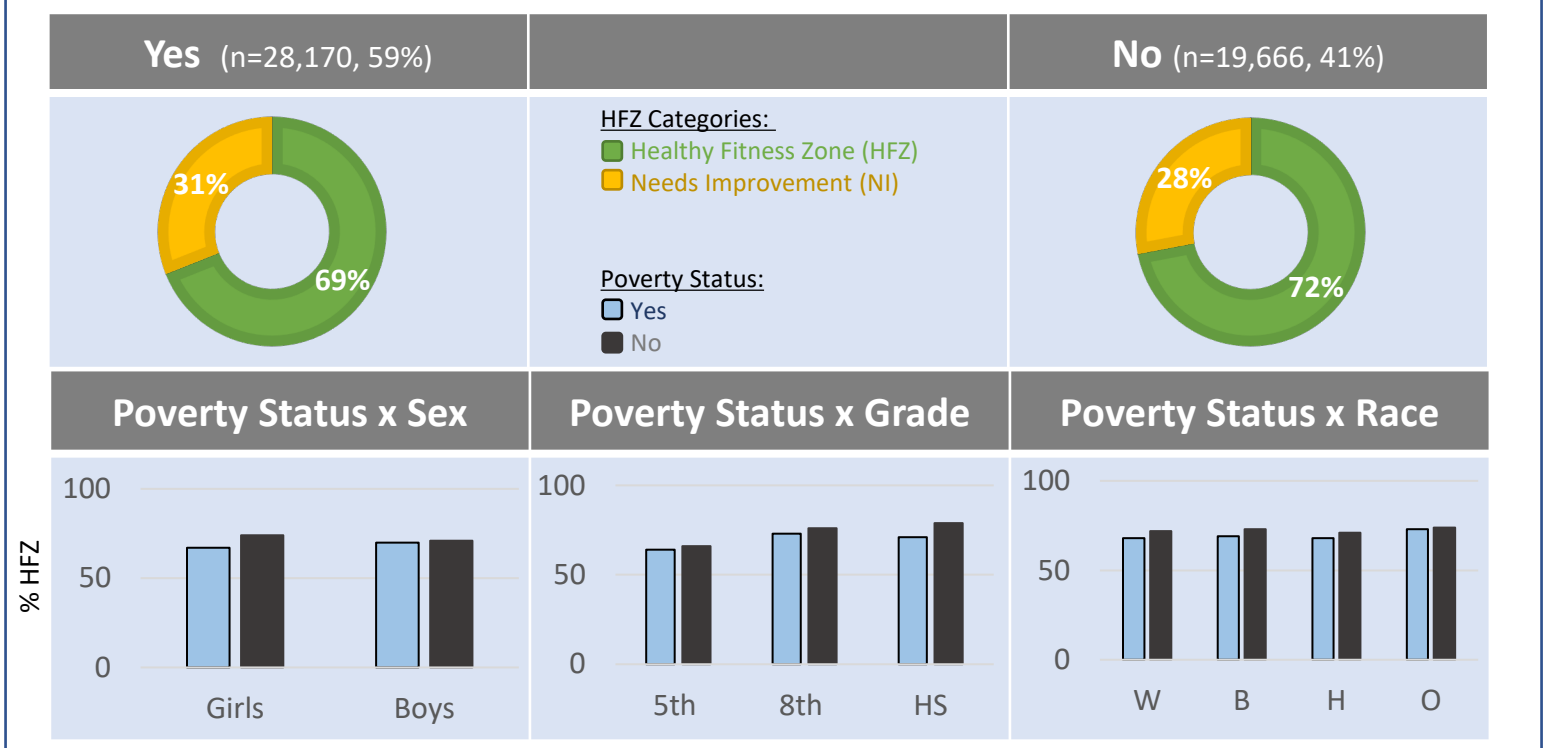 Yes (n=28,170, 59%)
No (n=19,666, 41%)
31%
69%
HFZ Categories:
Healthy Fitness Zone (HFZ)
Needs Improvement (NI)
Poverty Status:
Yes
No
28%
72%
Poverty Status x Sex
Poverty Status x Grade
Poverty Status x Race
% HFZ
100
50
0
Girls Boys
100
50
0
5th 8th HS
100
50
0
W B H O